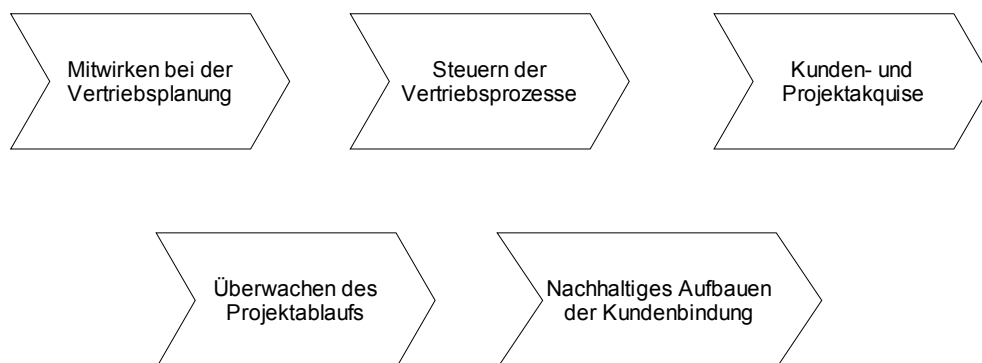 Mitwirken bei der
Vertriebsplanung
Steuern der
Vertriebsprozesse
Kunden- und
Projektakquise
Überwachen des
Projektablaufs
Nachhaltiges Aufbauen
der Kundenbindung